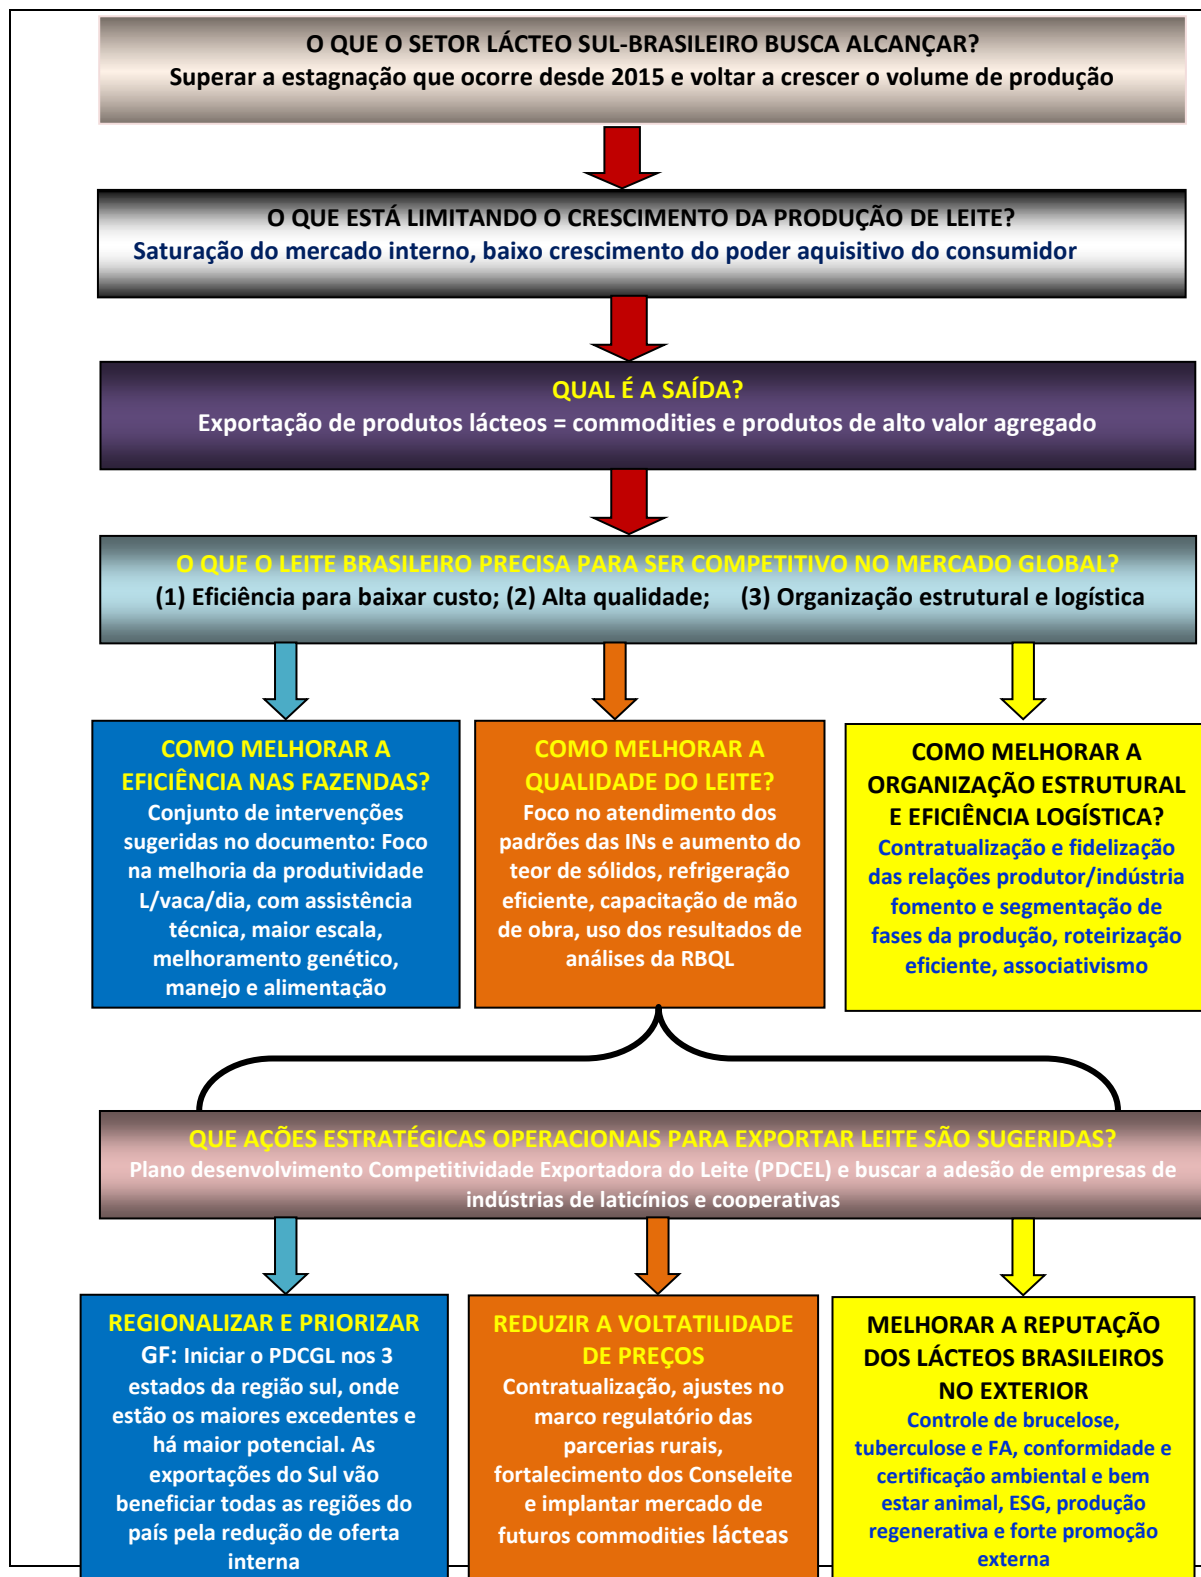 O QUE O SETOR LÁCTEO SUL-BRASILEIRO BUSCA ALCANÇAR?
Superar a estagnação que ocorre desde 2015 e voltar a crescer o volume de produção
O QUE ESTÁ LIMITANDO O CRESCIMENTO DA PRODUÇÃO DE LEITE?
Saturação do mercado interno, baixo crescimento do poder aquisitivo do consumidor
QUAL É A SAÍDA?
Exportação de produtos lácteos = commodities e produtos de alto valor agregado
O QUE O LEITE BRASILEIRO PRECISA PARA SER COMPETITIVO NO MERCADO GLOBAL?
(1) Eficiência para baixar custo; (2) Alta qualidade; (3) Organização estrutural e logística
COMO MELHORAR A
EFICIÊNCIA NAS FAZENDAS?
Conjunto de intervenções
sugeridas no documento: Foco
na melhoria da produtividade
L/vaca/dia, com assistência
técnica, maior escala,
melhoramento genético,
manejo e alimentação
COMO MELHORAR A
QUALIDADE DO LEITE?
Foco no atendimento dos
padrões das INs e aumento do
teor de sólidos, refrigeração
eficiente, capacitação de mão
de obra, uso dos resultados de
análises da RBQL
COMO MELHORAR A
ORGANIZAÇÃO ESTRUTURAL
E EFICIÊNCIA LOGÍSTICA?
Contratualização e fidelização
das relações produtor/indústria
fomento e segmentação de
fases da produção, roteirização
eficiente, associativismo
QUE AÇÕES ESTRATÉGICAS OPERACIONAIS PARA EXPORTAR LEITE SÃO SUGERIDAS?
Plano desenvolvimento Competitividade Exportadora do Leite (PDCEL) e buscar a adesão de empresas de
indústrias de laticínios e cooperativas
REGIONALIZAR E PRIORIZAR
GF: Iniciar o PDCGL nos 3
estados da região sul, onde
estão os maiores excedentes e
há maior potencial. As
exportações do Sul vão
beneficiar todas as regiões do
país pela redução de oferta
interna
REDUZIR A VOLTATILIDADE
DE PREÇOS
Contratualização, ajustes no
marco regulatório das
parcerias rurais,
fortalecimento dos Conseleite
e implantar mercado de
futuros commodities lácteas
MELHORAR A REPUTAÇÃO
DOS LÁCTEOS BRASILEIROS
NO EXTERIOR
Controle de brucelose,
tuberculose e FA, conformidade e
certificação ambiental e bem
estar animal, ESG, produção
regenerativa e forte promoção
externa